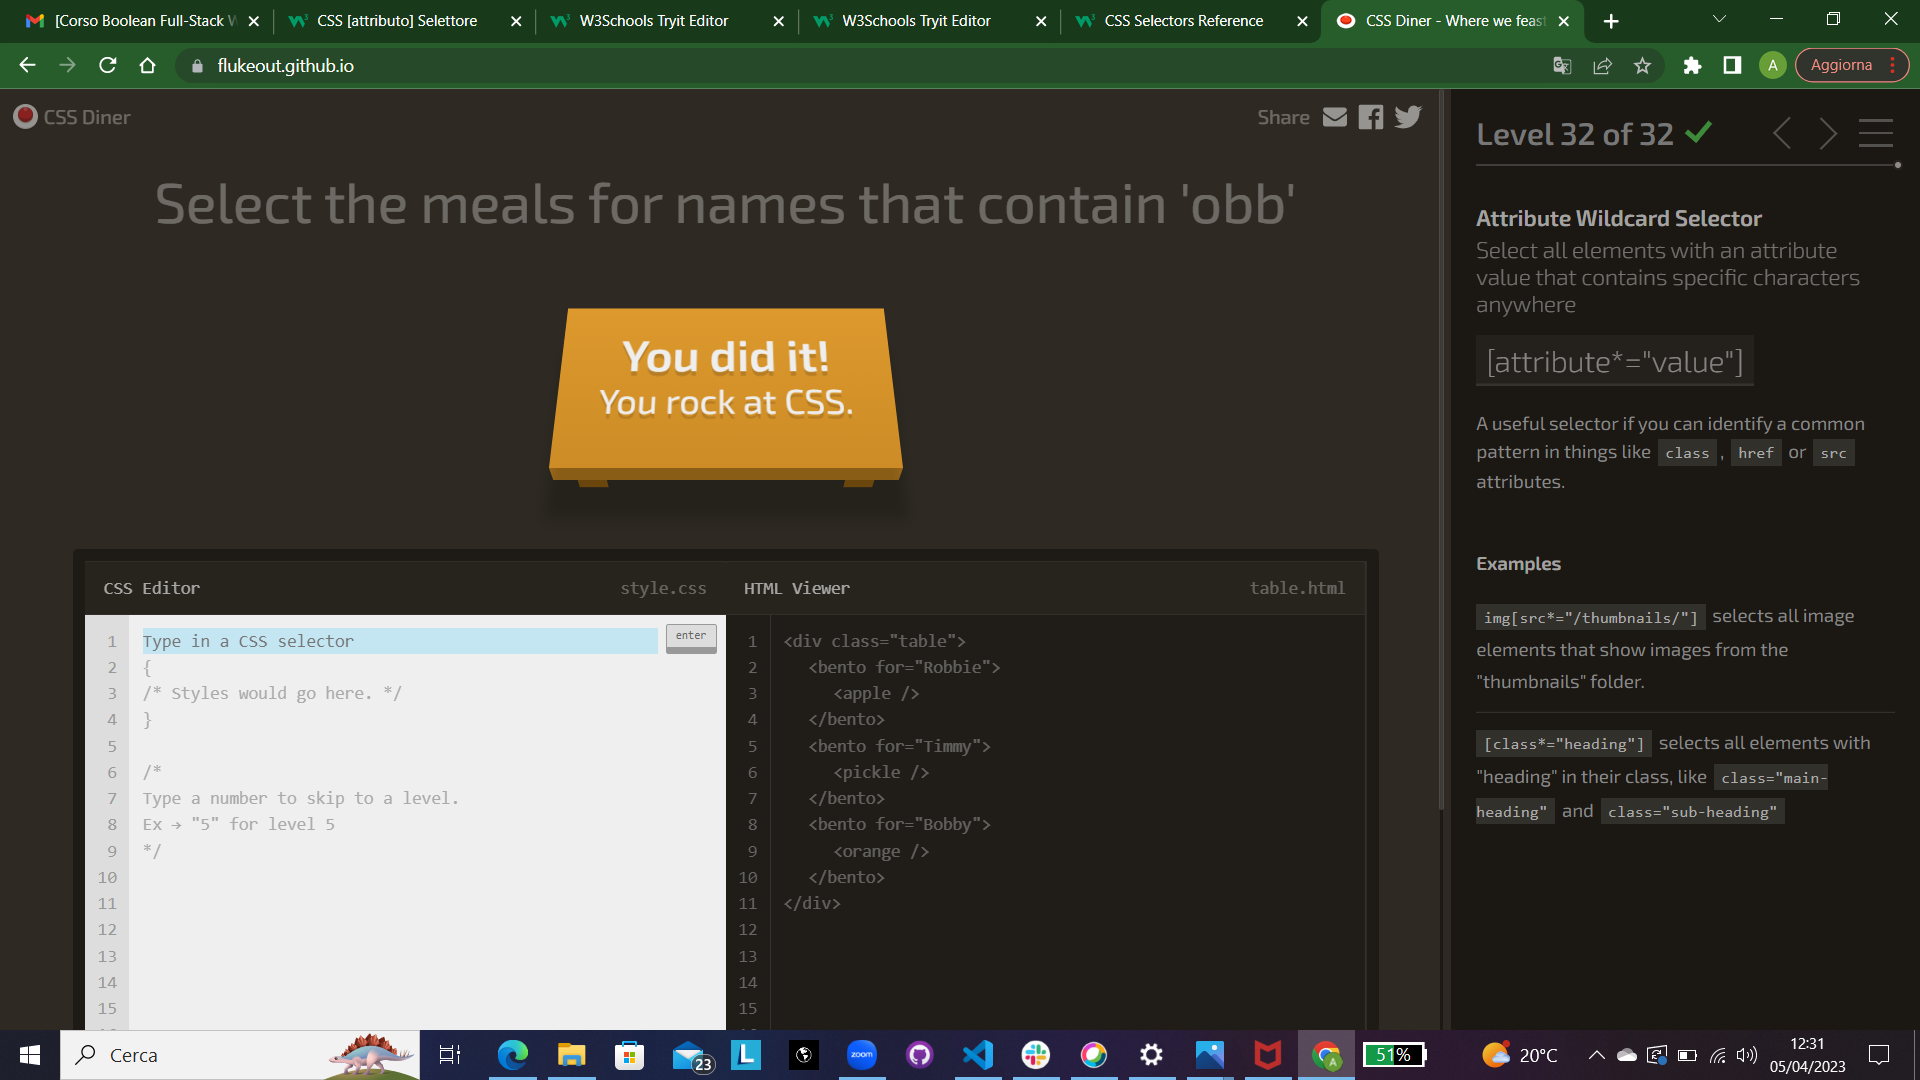 [Corso Boolean Full-Stack W
CSS [attributo] Selettore
W3Schools Tryit Editor
W3Schools Tryit Editor
CSS Selectors Reference
CSS Diner - Where we feast
flukeout.github.io
A
Aggiorna
CSS Diner
Share
Select the meals for names that contain 'obb'
You did it!
You rock at CSS.
CSS Editor
style.css
HTML Viewer
table.html
1
2
3
4
5
6
7
8
9
10
11
12
13
14
15
Type in a CSS selector
enter
{
/* Styles would go here. */
}
/*
Type a number to skip to a level.
Ex → "5" for level 5
*/
1
2
3
4
5
6
7
8
9
10
11
12
13
14
15
<div class="table">
<bento for="Robbie">
<apple />
</bento>
<bento for="Timmy">
<pickle />
</bento>
<bento for="Bobby">
<orange />
</bento>
</div>
Level 32 of 32
Attribute Wildcard Selector
Select all elements with an attribute
value that contains specific characters
anywhere
[attribute*="value"]
A useful selector if you can identify a common
pattern in things like class , href or src
attributes.
Examples
img[src*="/thumbnails/"] selects all image
elements that show images from the
"thumbnails" folder.
[class*="heading"] selects all elements with
"heading" in their class, like class="main-
heading" and class="sub-heading"
Cerca
23
L
zoom
A
51%
20°C
12:31
05/04/2023